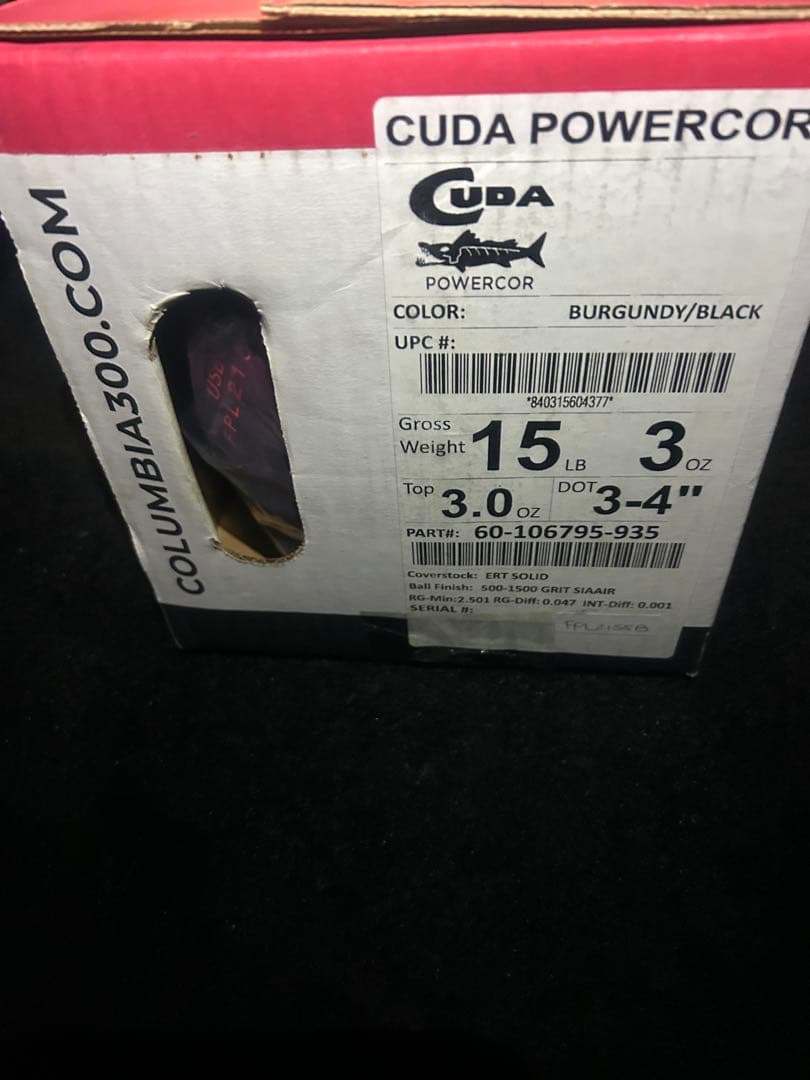 CUDA POWERCOR
CUDA
POWERCOR
COLOR: BURGUNDY/BLACK
UPC #:
*840315604377*
Gross Weight 15 LB 3 OZ
Top 3.0 OZ DOT 3-4"
PART#: 60-106795-935
Coverstock: ERT SOLID
Ball Finish: 500-1500 GRIT SIAAIR
RG-Min:2.501 RG-Diff: 0.047 INT-Diff: 0.001
SERIAL #:
COLUMBIA300.COM